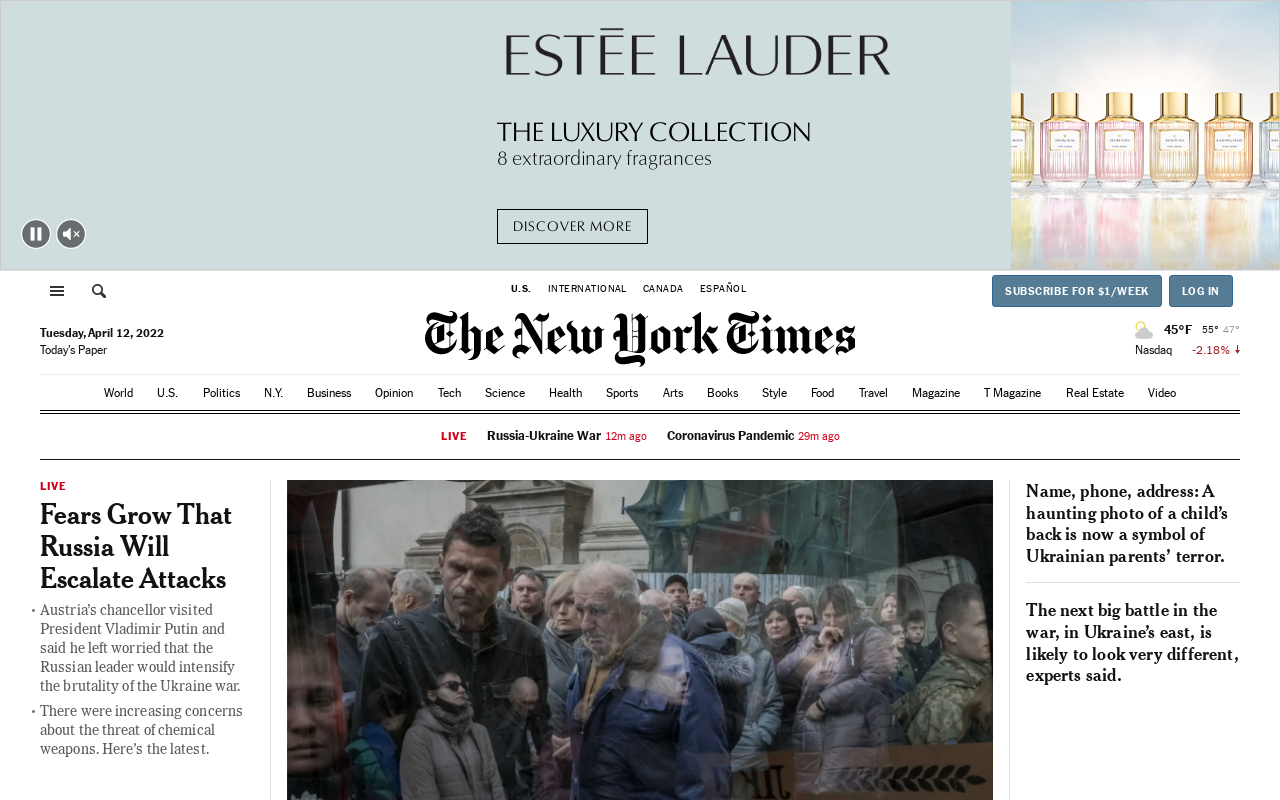 ESTĒE LAUDER
THE LUXURY COLLECTION
8 extraordinary fragrances
DISCOVER MORE
U.S. INTERNATIONAL CANADA ESPAÑOL
SUBSCRIBE FOR $1/WEEK LOG IN
Tuesday, April 12, 2022
Today's Paper
The New York Times
45°F 55° 47°
Nasdaq -2.18%
World U.S. Politics N.Y. Business Opinion Tech Science Health Sports Arts Books Style Food Travel Magazine T Magazine Real Estate Video
LIVE Russia-Ukraine War 12m ago Coronavirus Pandemic 29m ago
LIVE
Fears Grow That
Russia Will
Escalate Attacks
• Austria’s chancellor visited
President Vladimir Putin and
said he left worried that the
Russian leader would intensify
the brutality of the Ukraine war.
• There were increasing concerns
about the threat of chemical
weapons. Here’s the latest.
Name, phone, address: A
haunting photo of a child’s
back is now a symbol of
Ukrainian parents’ terror.
The next big battle in the
war, in Ukraine’s east, is
likely to look very different,
experts said.